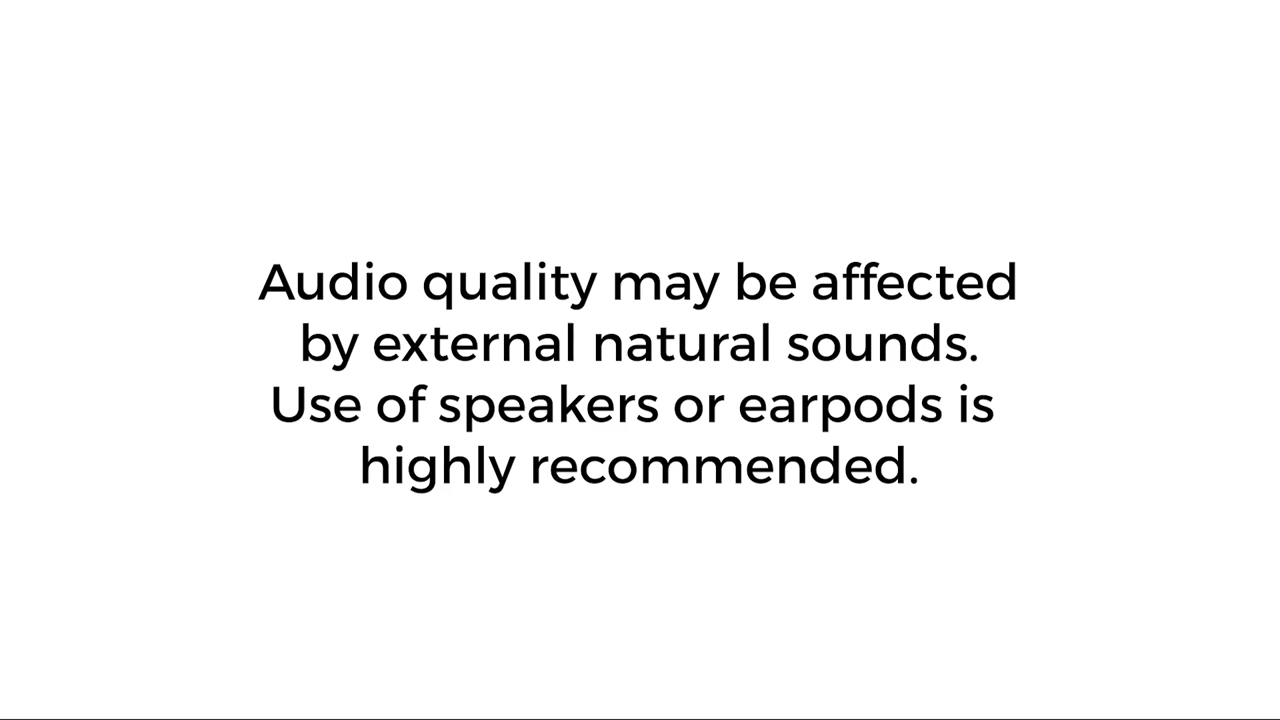 Audio quality may be affected
by external natural sounds.
Use of speakers or earpods is
highly recommended.